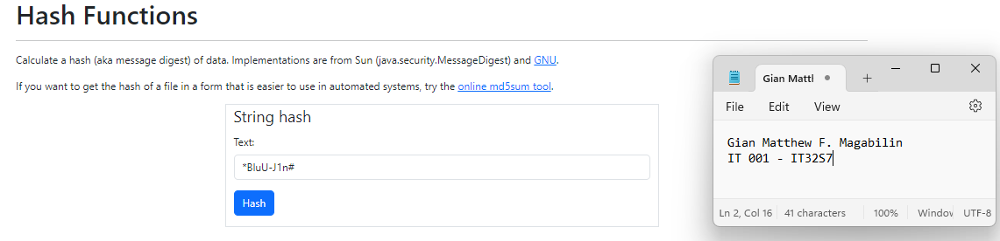 Hash Functions
Calculate a hash (aka message digest) of data. Implementations are from Sun (java.security.MessageDigest) and GNU.
If you want to get the hash of a file in a form that is easier to use in automated systems, try the online md5sum tool.
String hash
Text:
*BluU-J1n#
Hash
Gian Mattl
File Edit View
Gian Matthew F. Magabilin
IT 001 - IT32S7
Ln 2, Col 16 41 characters 100% Windov UTF-8